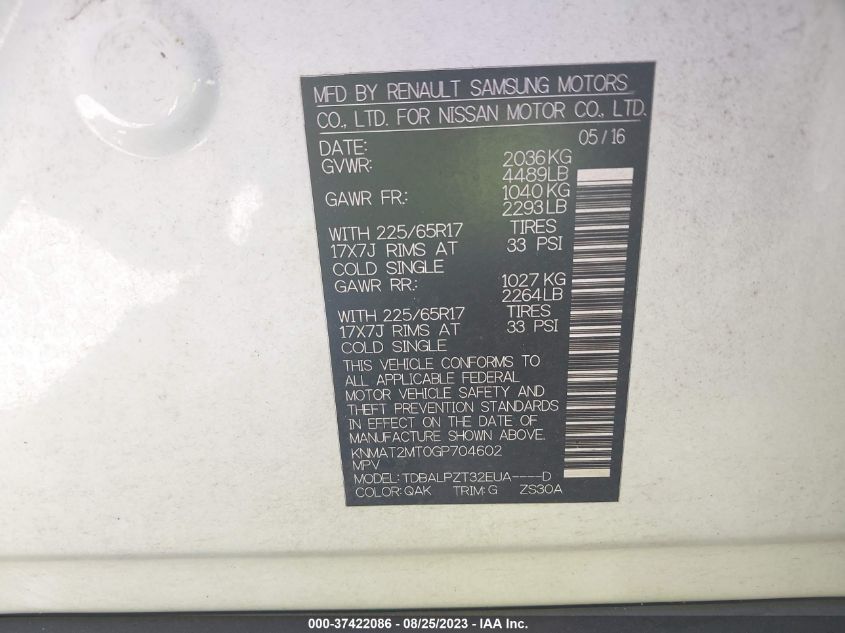 MFD BY RENAULT SAMSUNG MOTORS
CO., LTD. FOR NISSAN MOTOR CO., LTD.
DATE: 05/16
GVWR: 2036KG
4489LB
GAWR FR: 1040KG
2293LB
WITH 225/65R17 TIRES
17X7J RIMS AT 33 PSI
COLD SINGLE
GAWR RR: 1027 KG
2264LB
WITH 225/65R17 TIRES
17X7J RIMS AT 33 PSI
COLD SINGLE
THIS VEHICLE CONFORMS TO
ALL APPLICABLE FEDERAL
MOTOR VEHICLE SAFETY AND
THEFT PREVENTION STANDARDS
IN EFFECT ON THE DATE OF
MANUFACTURE SHOWN ABOVE.
KNMAT2MT0GP704602
MPV
MODEL: TDBALPZT32EUA----D
COLOR: QAK TRIM: G ZS30A
000-37422086 - 08/25/2023 - IAA Inc.